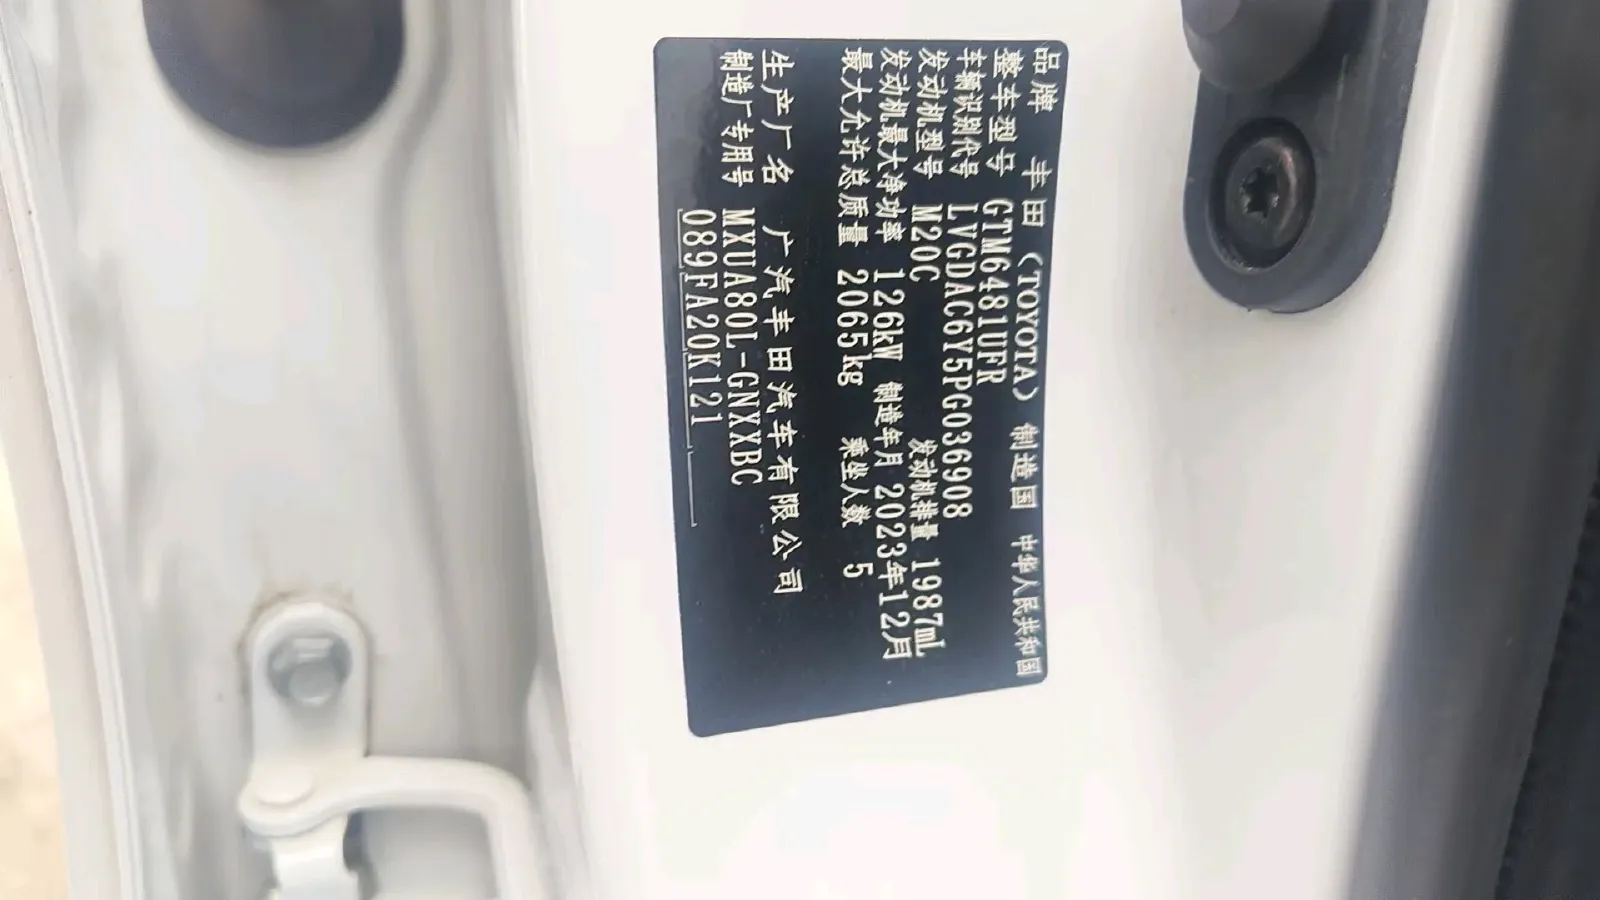 品牌 丰田（TOYOTA） 制造国 中华人民共和国
整车型号 GTM6481UFR
车辆识别代号 LVGDAC6Y5PG036908
发动机型号 M20C 发动机排量 1987mL
发动机最大净功率 126kW 制造年月 2023年12月
最大允许总质量 2065kg 乘坐人数 5
生产厂名 广汽丰田汽车有限公司
制造厂专用号 MXUA80L-GNXXBC
089FA20K121